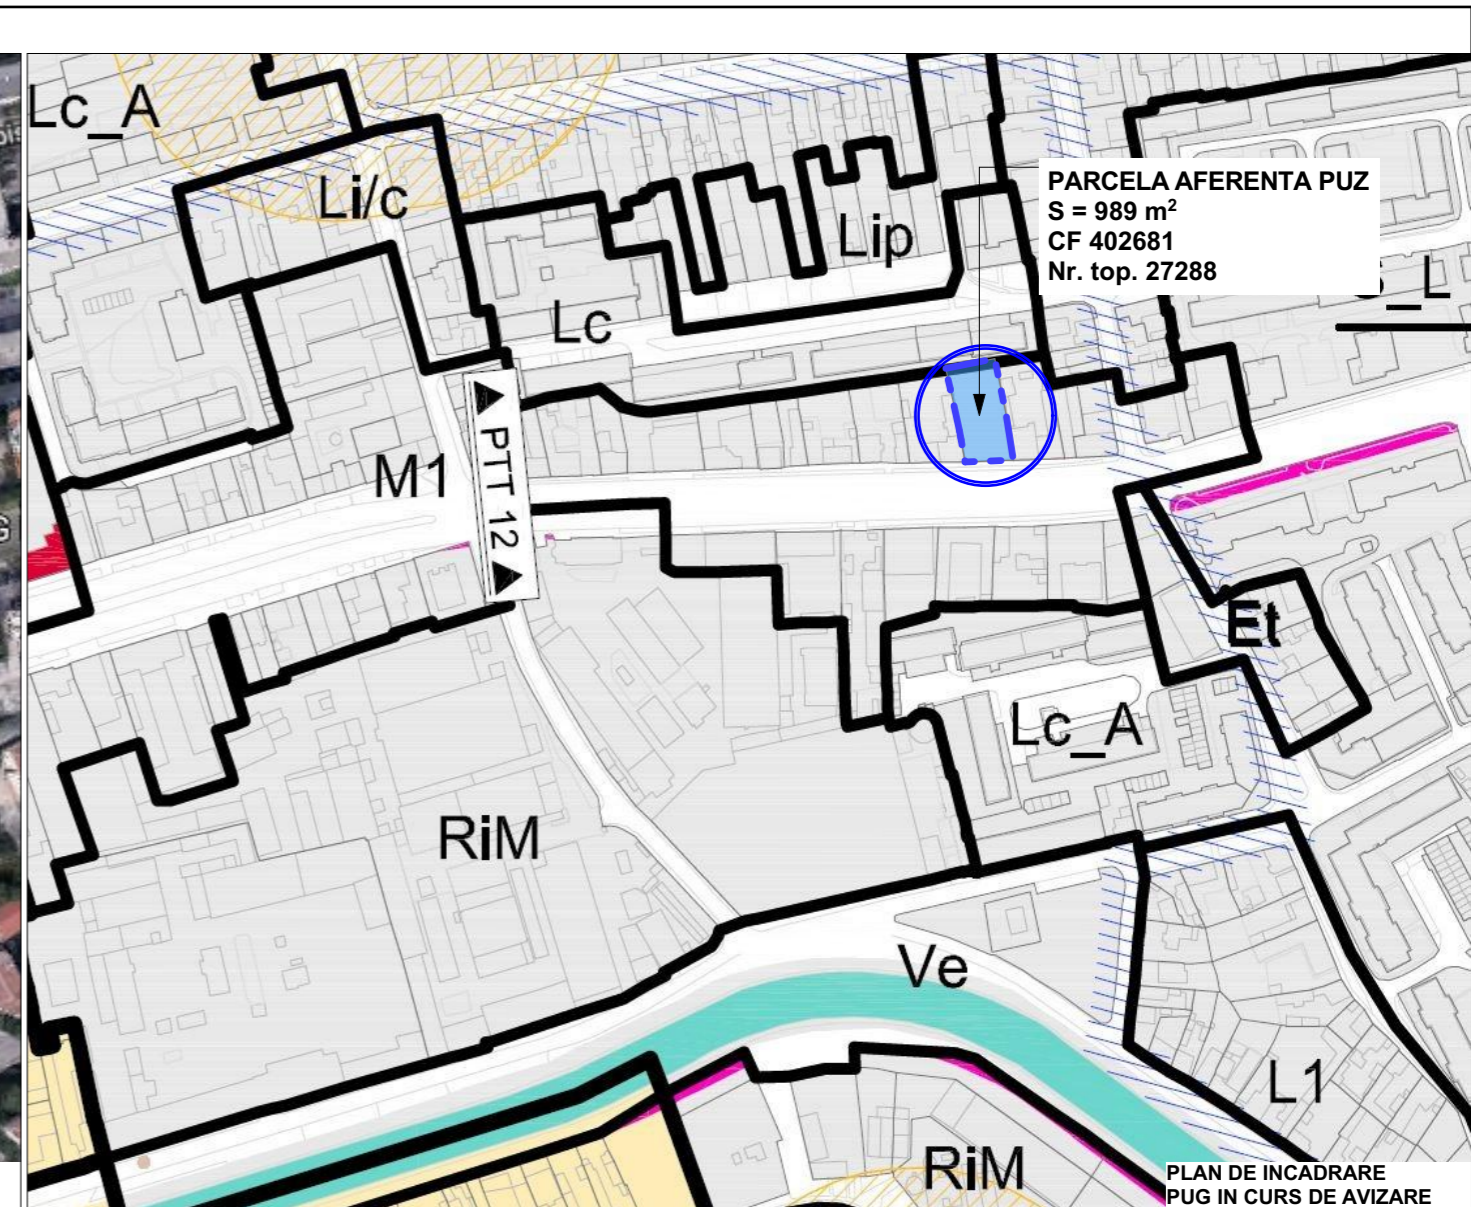 Lc_A
Li/c
PARCELA AFERENTA PUZ
S = 989 m²
CF 402681
Nr. top. 27288
Lip
_L
Lc
M1
PTT 12
Et
Lc_A
RiM
Ve
L1
RiM
PLAN DE INCADRARE
PUG IN CURS DE AVIZARE